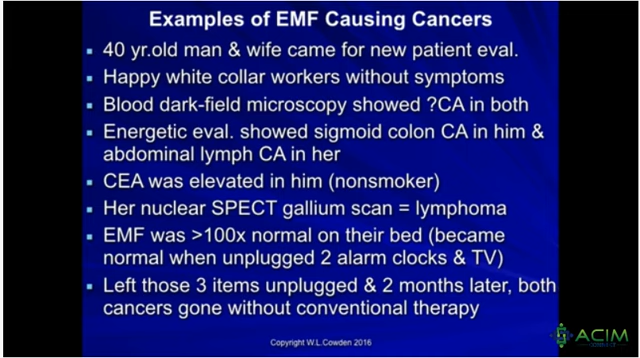 Examples of EMF Causing Cancers
▪ 40 yr.old man & wife came for new patient eval.
▪ Happy white collar workers without symptoms
▪ Blood dark-field microscopy showed ?CA in both
▪ Energetic eval. showed sigmoid colon CA in him &
abdominal lymph CA in her
▪ CEA was elevated in him (nonsmoker)
▪ Her nuclear SPECT gallium scan = lymphoma
▪ EMF was >100x normal on their bed (became
normal when unplugged 2 alarm clocks & TV)
▪ Left those 3 items unplugged & 2 months later, both
cancers gone without conventional therapy
Copyright W.L.Cowden 2016
ACIM